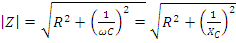 |Z| = √(R² + (1/ωC)²) = √(R² + (1/X_C)²)